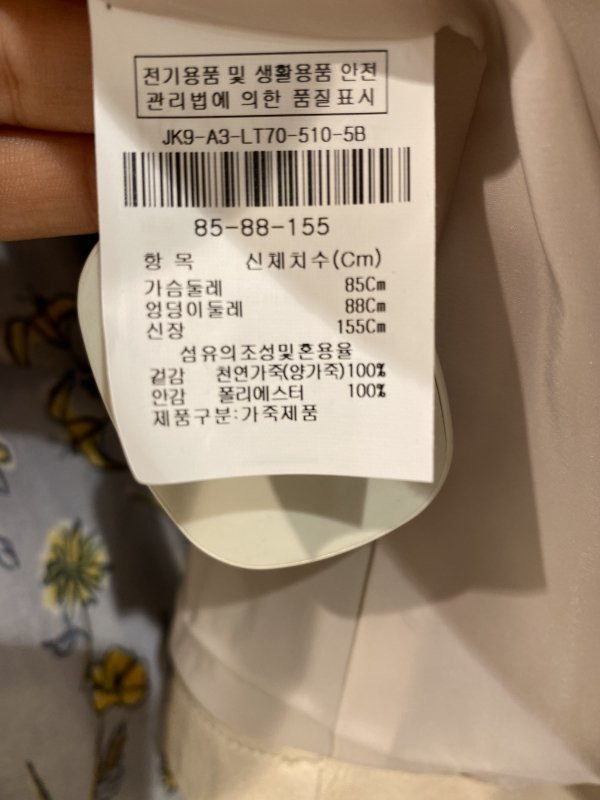 전기용품 및 생활용품 안전
관리법에 의한 품질표시
JK9-A3-LT70-510-5B
85-88-155
항 목 신체치수(Cm)
가슴둘레 85Cm
엉덩이둘레 88Cm
신장 155Cm
섬유의조성및혼용율
겉감 천연가죽(양가죽)100%
안감 폴리에스터 100%
제품구분:가죽제품